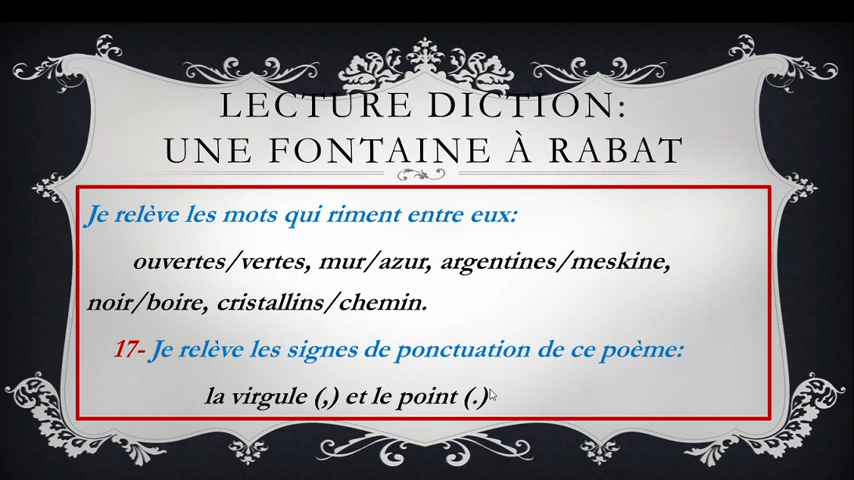 LECTURE DICTION:
UNE FONTAINE À RABAT
Je relève les mots qui riment entre eux:
ouvertes/vertes, mur/azur, argentines/meskine,
noir/boire, cristallins/chemin.
17- Je relève les signes de ponctuation de ce poème:
la virgule (,) et le point (.)